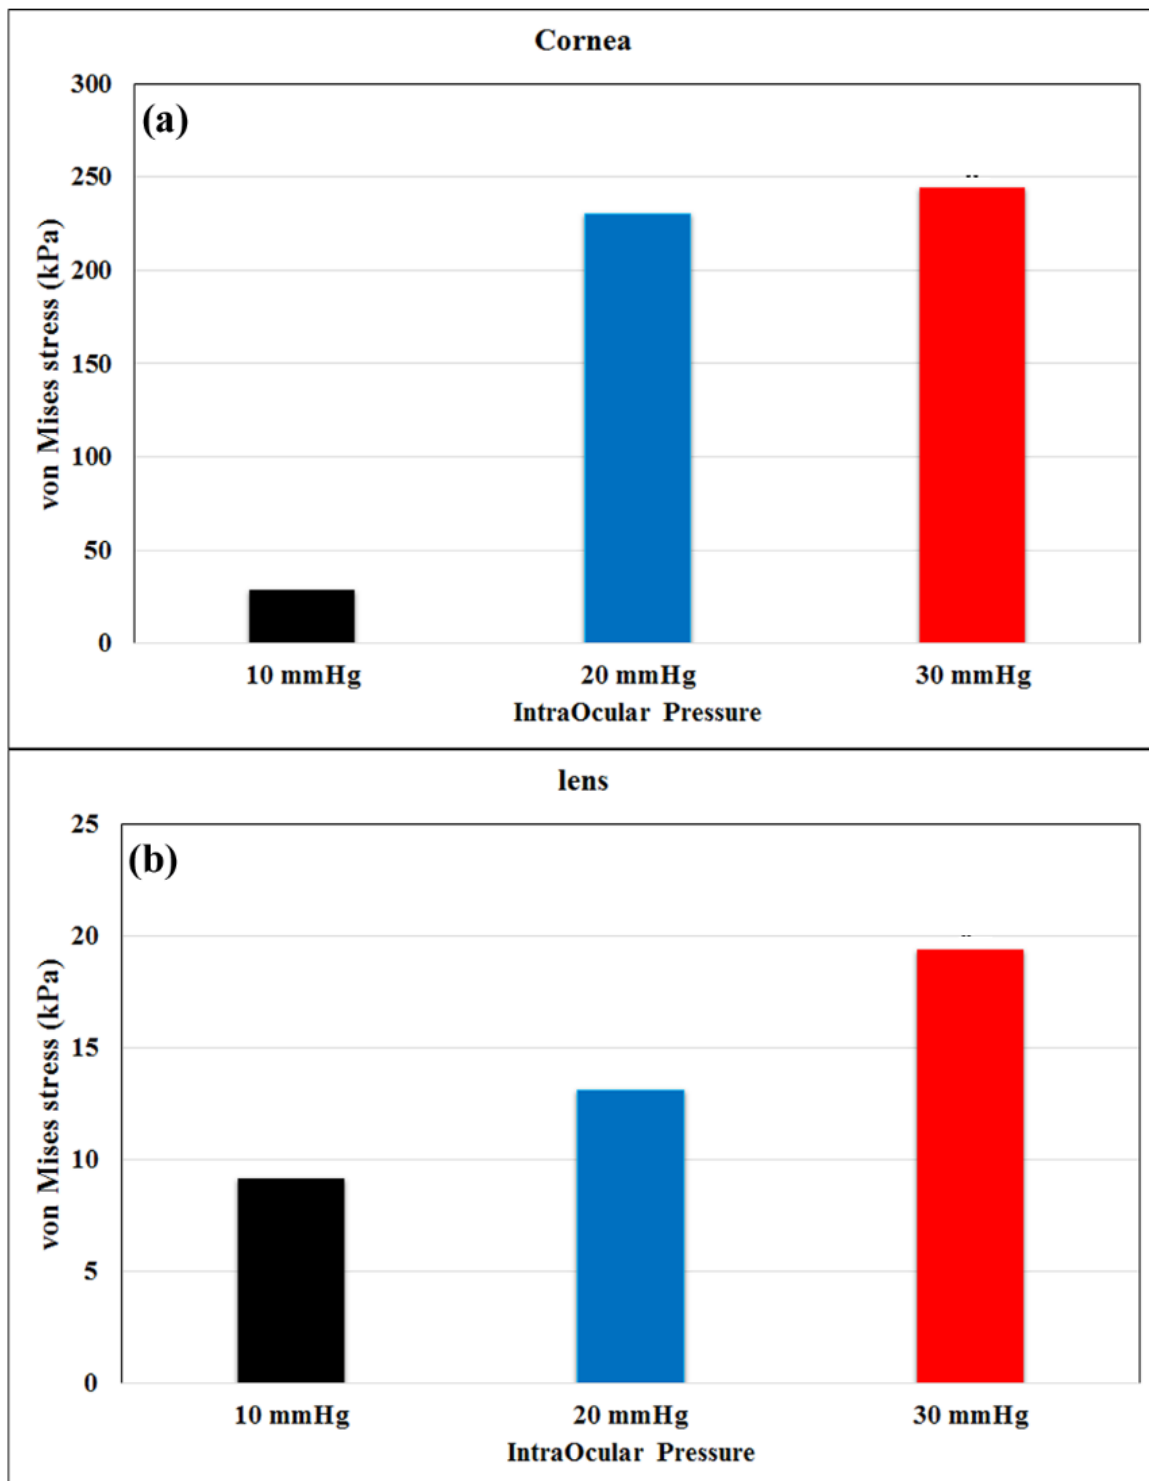 Cornea
(a)
300
250
200
150
100
50
0
von Mises stress (kPa)
10 mmHg 20 mmHg 30 mmHg
IntraOcular Pressure
lens
(b)
25
20
15
10
5
0
von Mises stress (kPa)
10 mmHg 20 mmHg 30 mmHg
IntraOcular Pressure